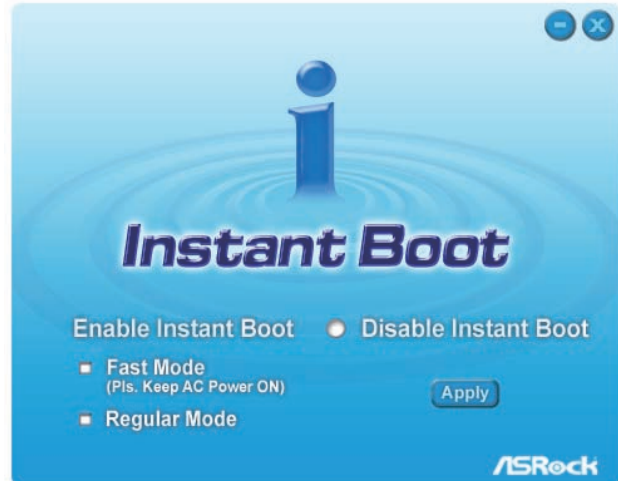 i
Instant Boot
Enable Instant Boot
Disable Instant Boot
Fast Mode
(Pls. Keep AC Power ON)
Apply
Regular Mode
ASRock